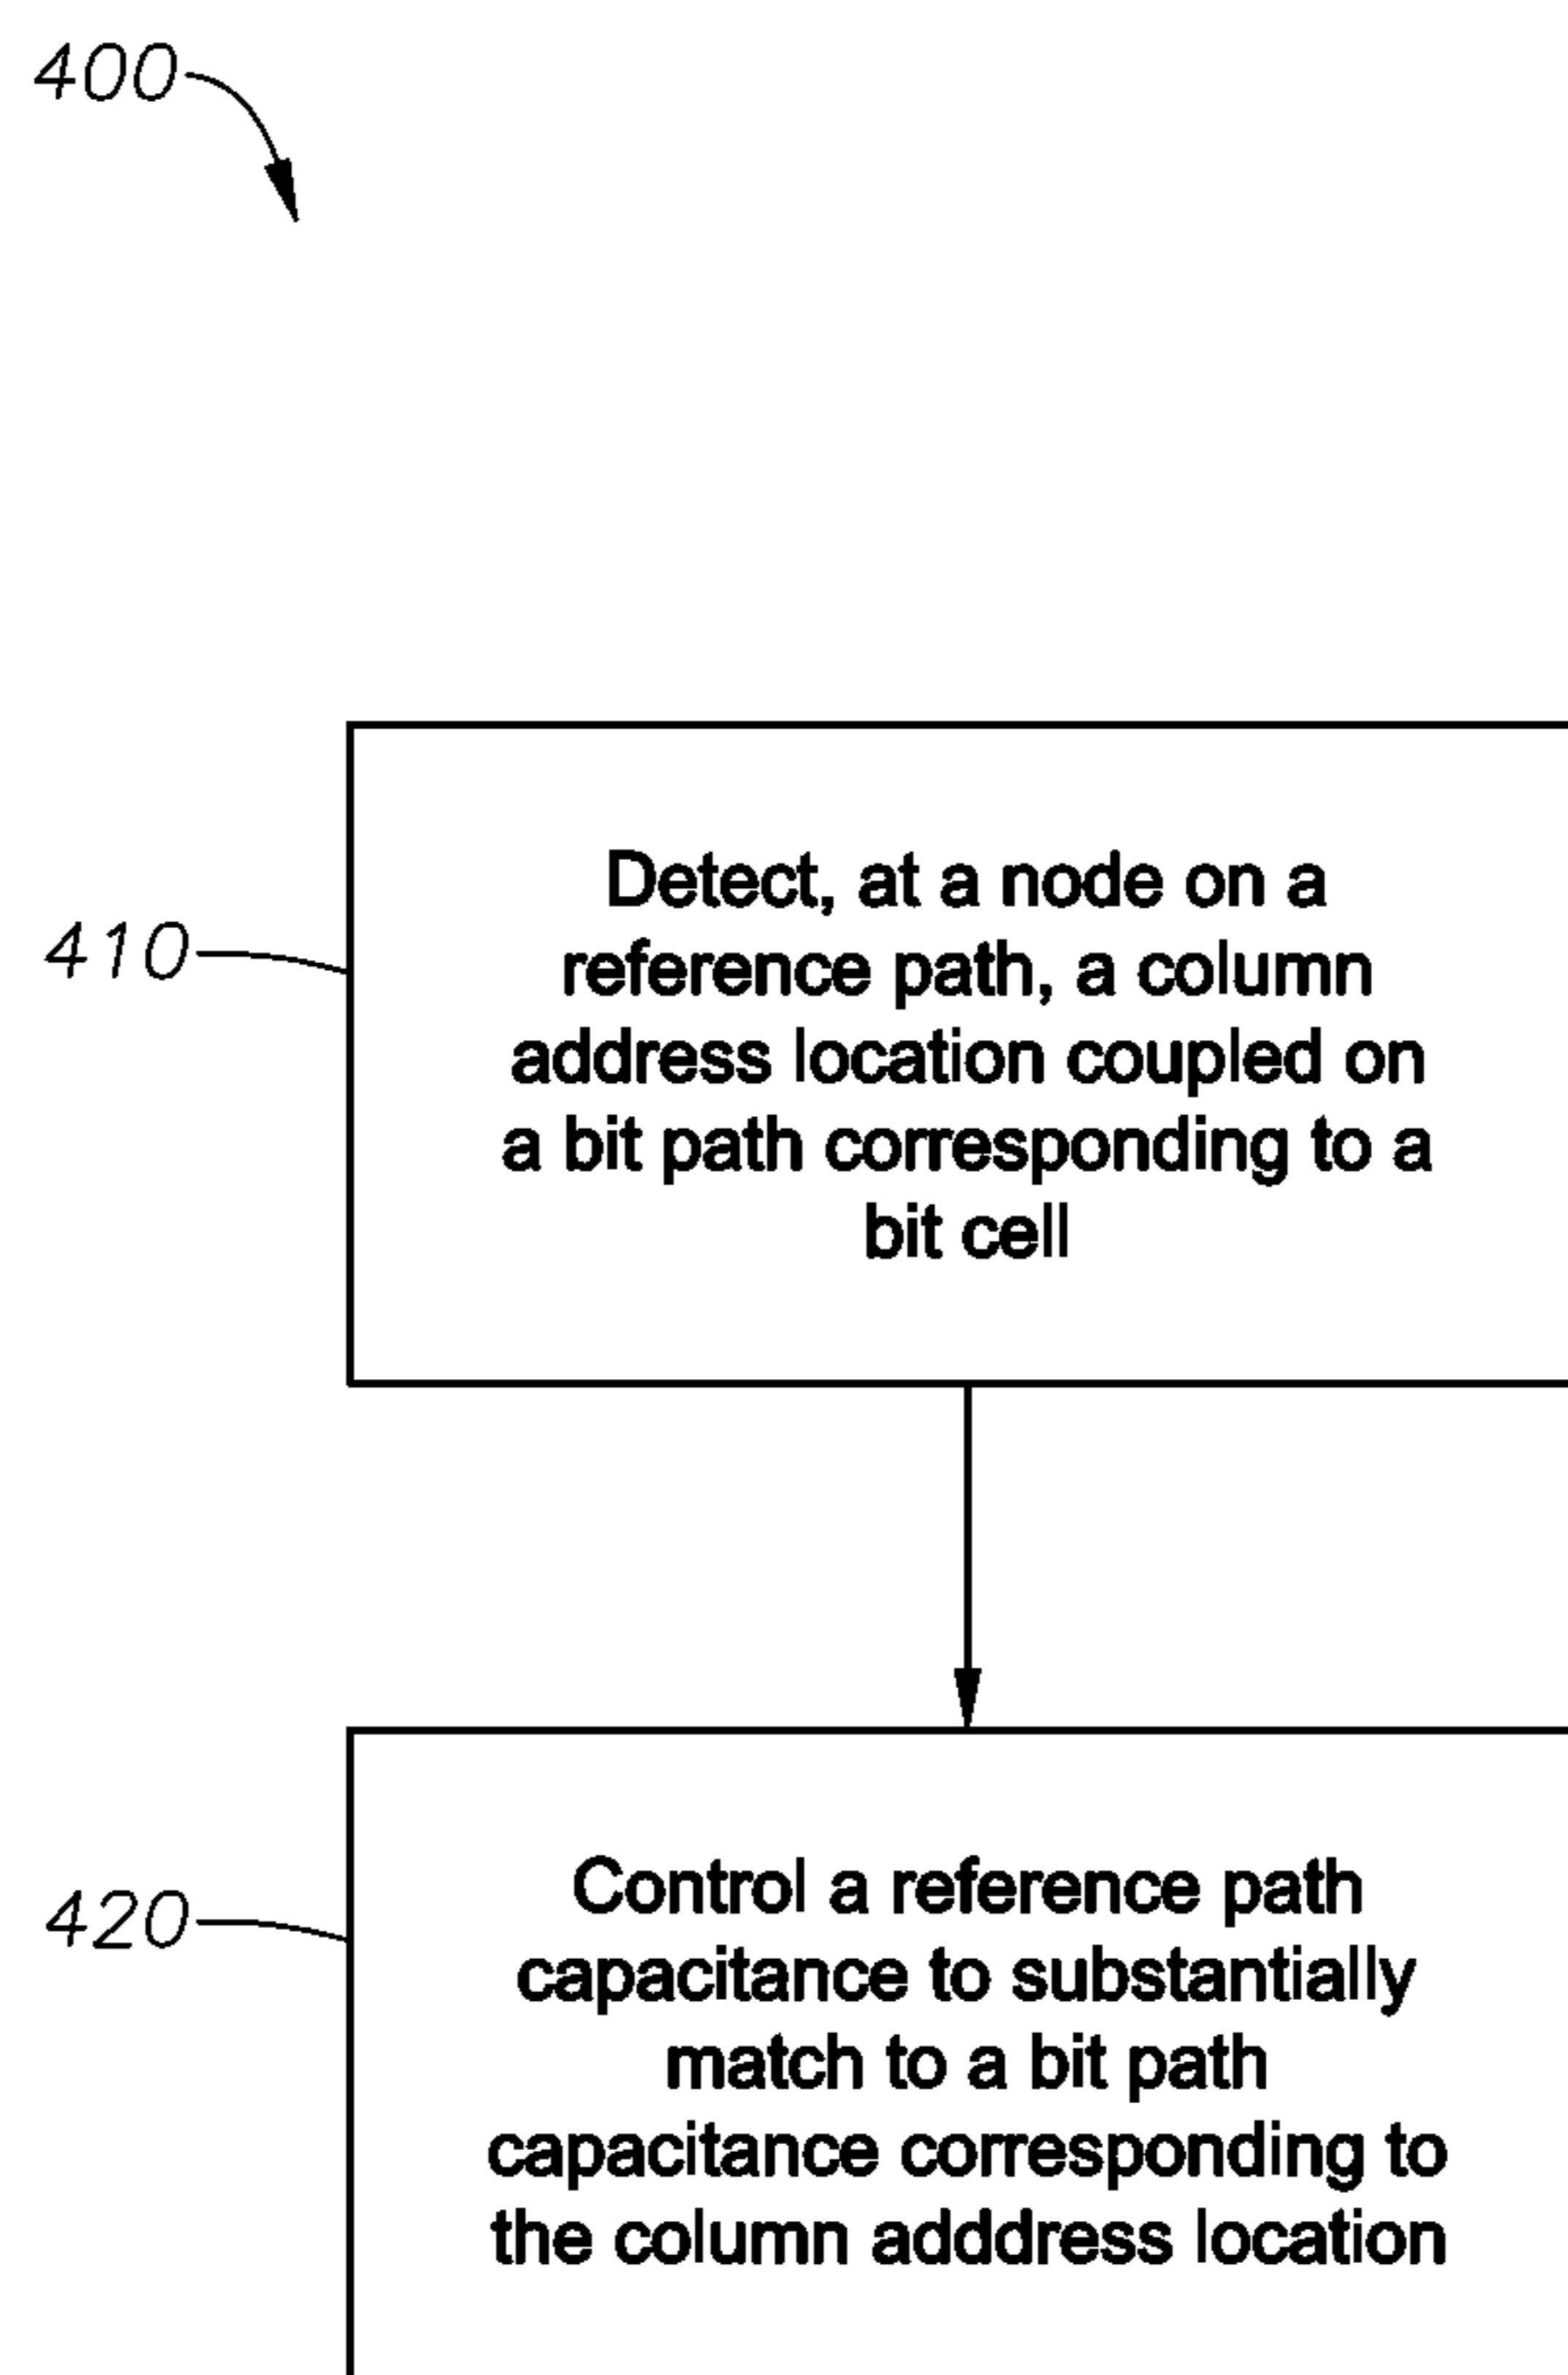 400
410
Detect, at a node on a
reference path, a column
address location coupled on
a bit path corresponding to a
bit cell
420
Control a reference path
capacitance to substantially
match to a bit path
capacitance corresponding to
the column adddress location